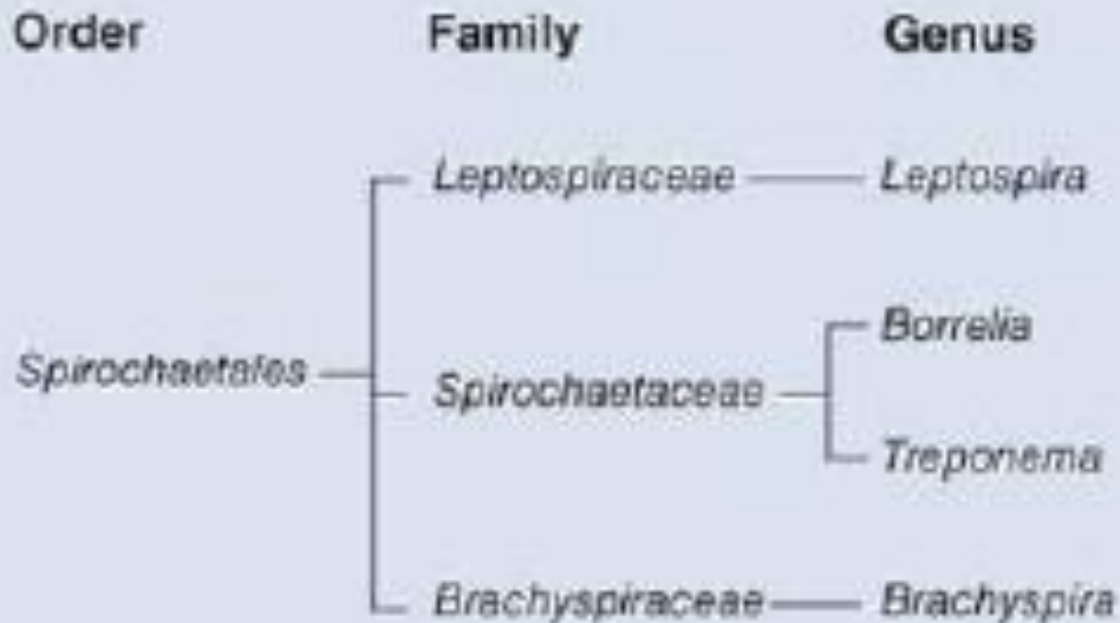 Order Family Genus
Leptospiraceae Leptospira
Borrelia
Spirochaetales Spirochaetaceae
Treponema
Brachyspiraceae Brachyspira